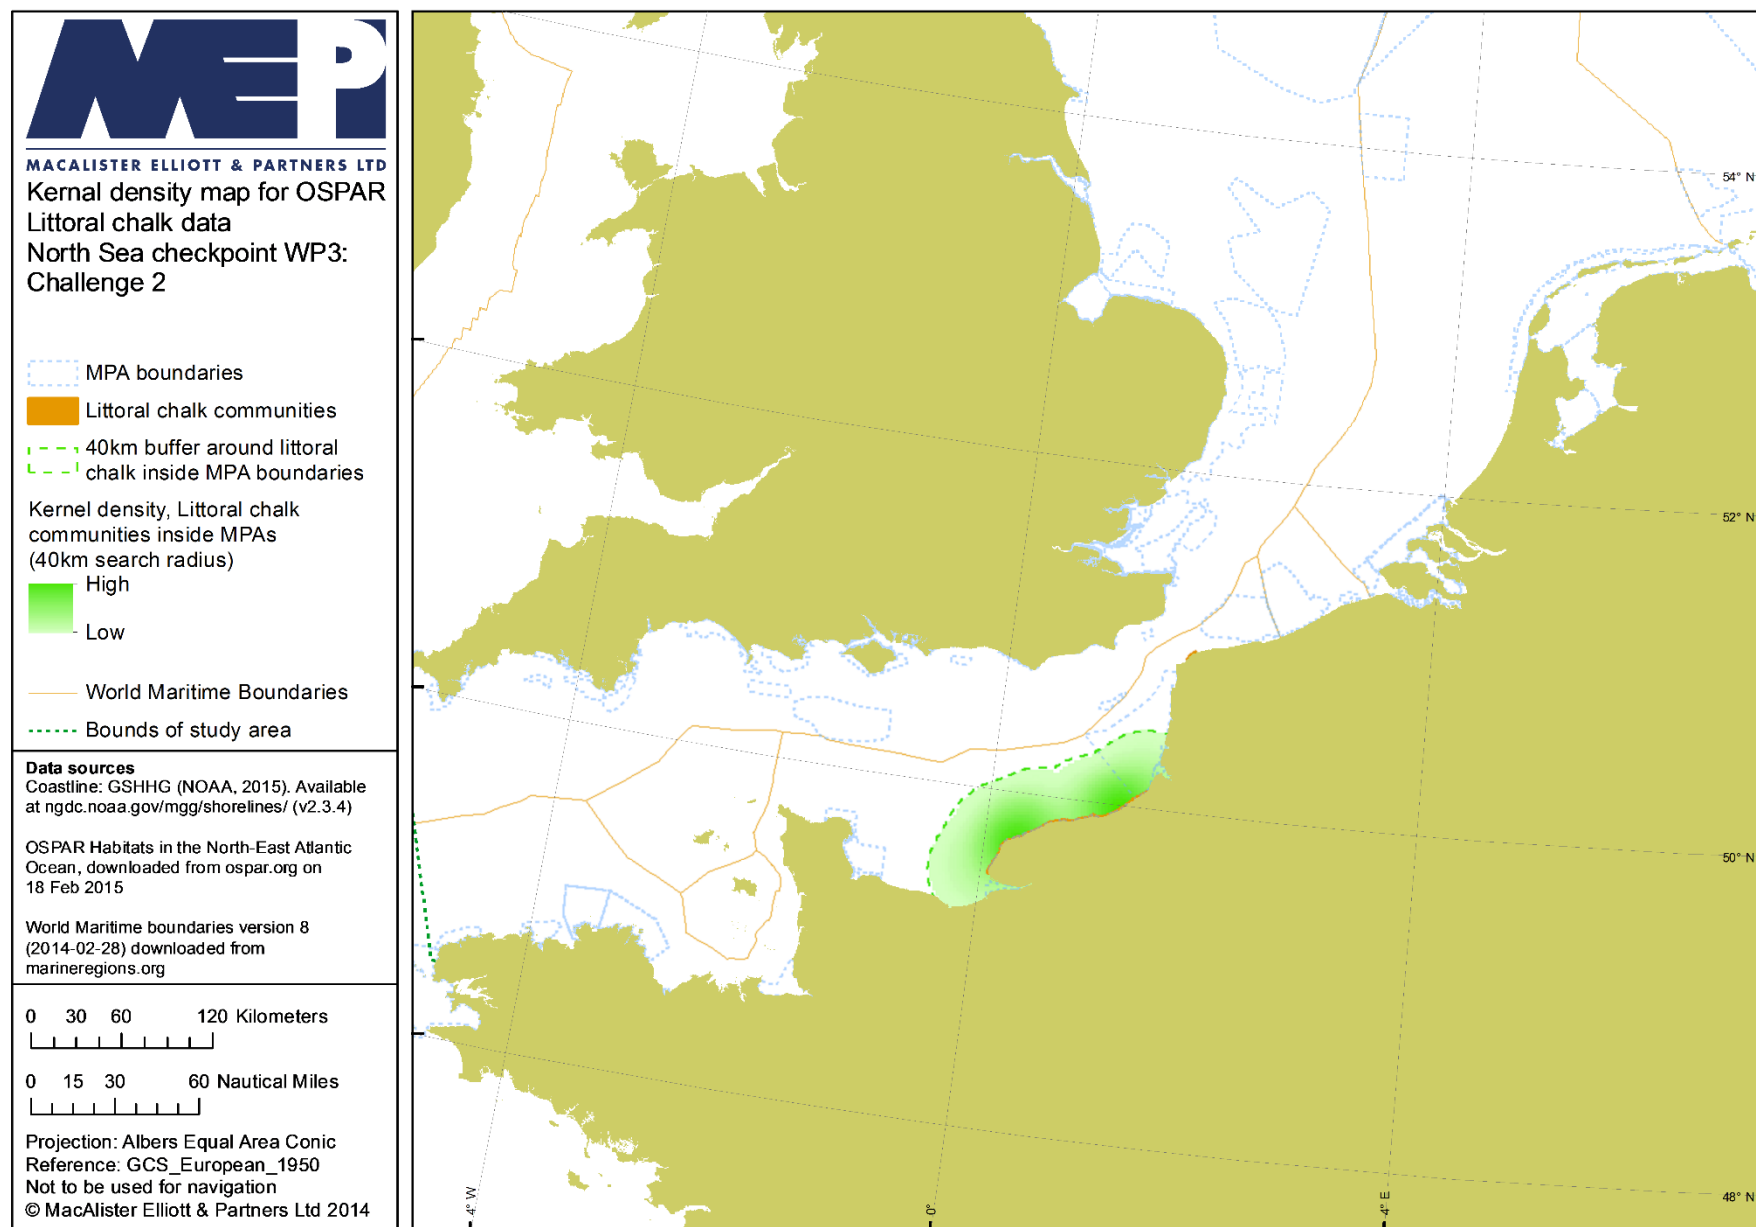 MEP
MACALISTER ELLIOTT & PARTNERS LTD
Kernal density map for OSPAR
Littoral chalk data
North Sea checkpoint WP3:
Challenge 2
MPA boundaries
Littoral chalk communities
40km buffer around littoral
chalk inside MPA boundaries
Kernel density, Littoral chalk
communities inside MPAs
(40km search radius)
High
Low
World Maritime Boundaries
Bounds of study area
Data sources
Coastline: GSHHG (NOAA, 2015). Available
at ngdc.noaa.gov/mgg/shorelines/ (v2.3.4)
OSPAR Habitats in the North-East Atlantic
Ocean, downloaded from ospar.org on
18 Feb 2015
World Maritime boundaries version 8
(2014-02-28) downloaded from
marineregions.org
0 30 60 120 Kilometers
0 15 30 60 Nautical Miles
Projection: Albers Equal Area Conic
Reference: GCS_European_1950
Not to be used for navigation
© MacAlister Elliott & Partners Ltd 2014
54° N
52° N
50° N
48° N
4° W
0°
4° E